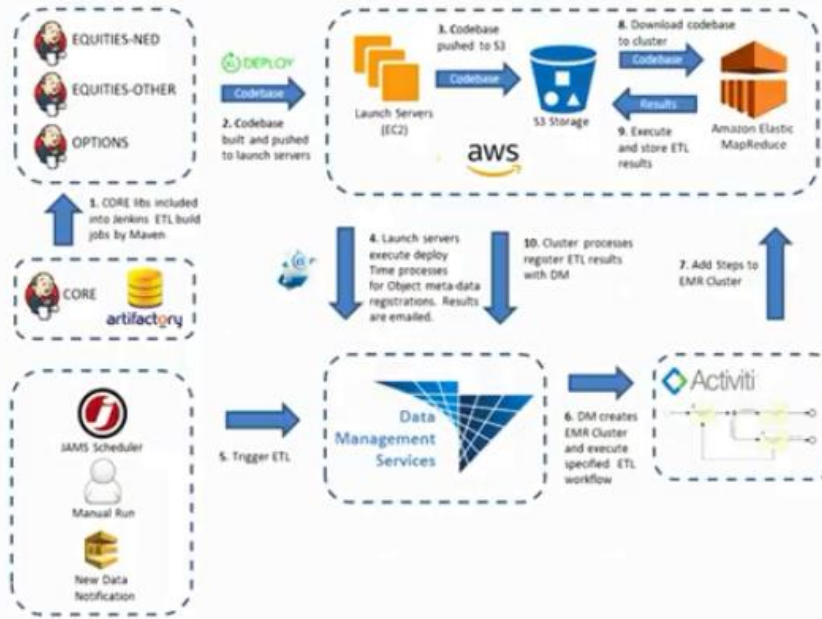 EQUITIES-NED
EQUITIES-OTHER
OPTIONS
1. CORE libs included
into Jenkins ETL build
jobs by Maven
CORE
artifactory
DEPLOY
Codebase
2. Codebase
built and pushed
to launch servers
Launch Servers
(EC2)
3. Codebase
pushed to S3
Codebase
S3 Storage
aws
8. Download codebase
to cluster
Codebase
Results
9. Execute
and store ETL
results
Amazon Elastic
MapReduce
4. Launch servers
execute deploy
Time processes
for Object meta-data
registrations. Results
are emailed.
10. Cluster processes
register ETL results
with DM
7. Add Steps to
EMR Cluster
JAMS Scheduler
Manual Run
New Data
Notification
5. Trigger ETL
Data
Management
Services
6. DM creates
EMR Cluster
and execute
specified ETL
workflow
Activiti